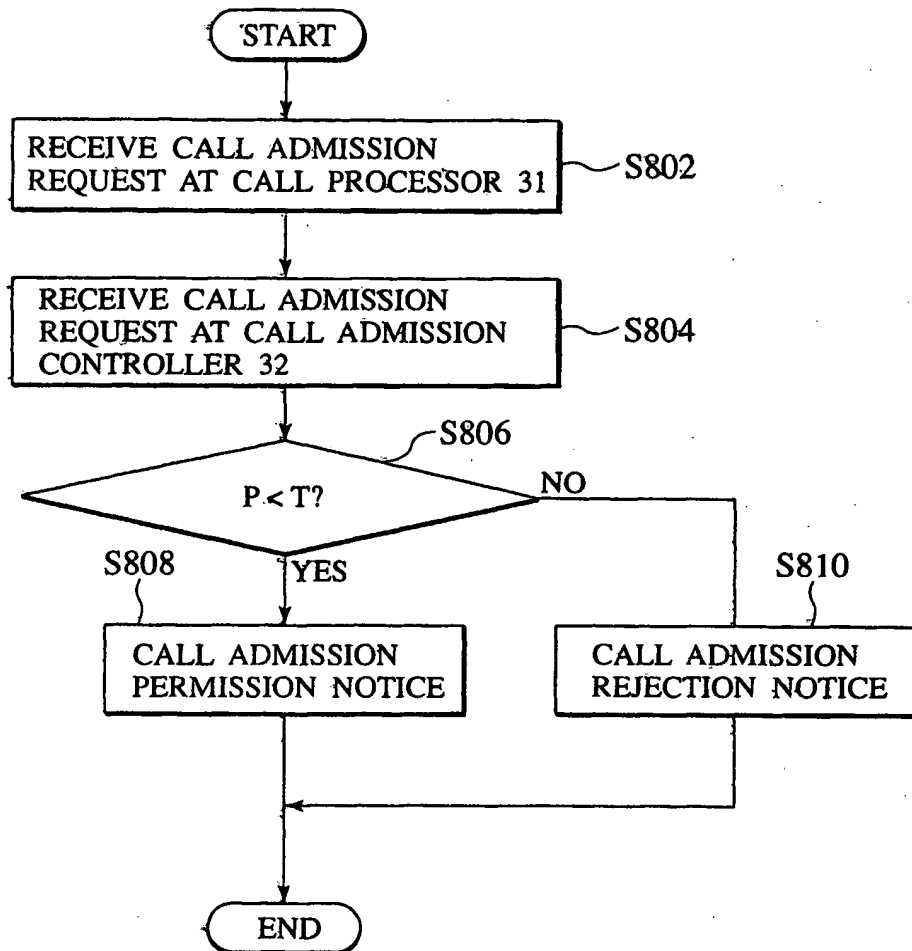 START
RECEIVE CALL ADMISSION
REQUEST AT CALL PROCESSOR 31
S802
RECEIVE CALL ADMISSION
REQUEST AT CALL ADMISSION
CONTROLLER 32
S804
S806
P < T?
NO
YES
S808
S810
CALL ADMISSION
PERMISSION NOTICE
CALL ADMISSION
REJECTION NOTICE
END